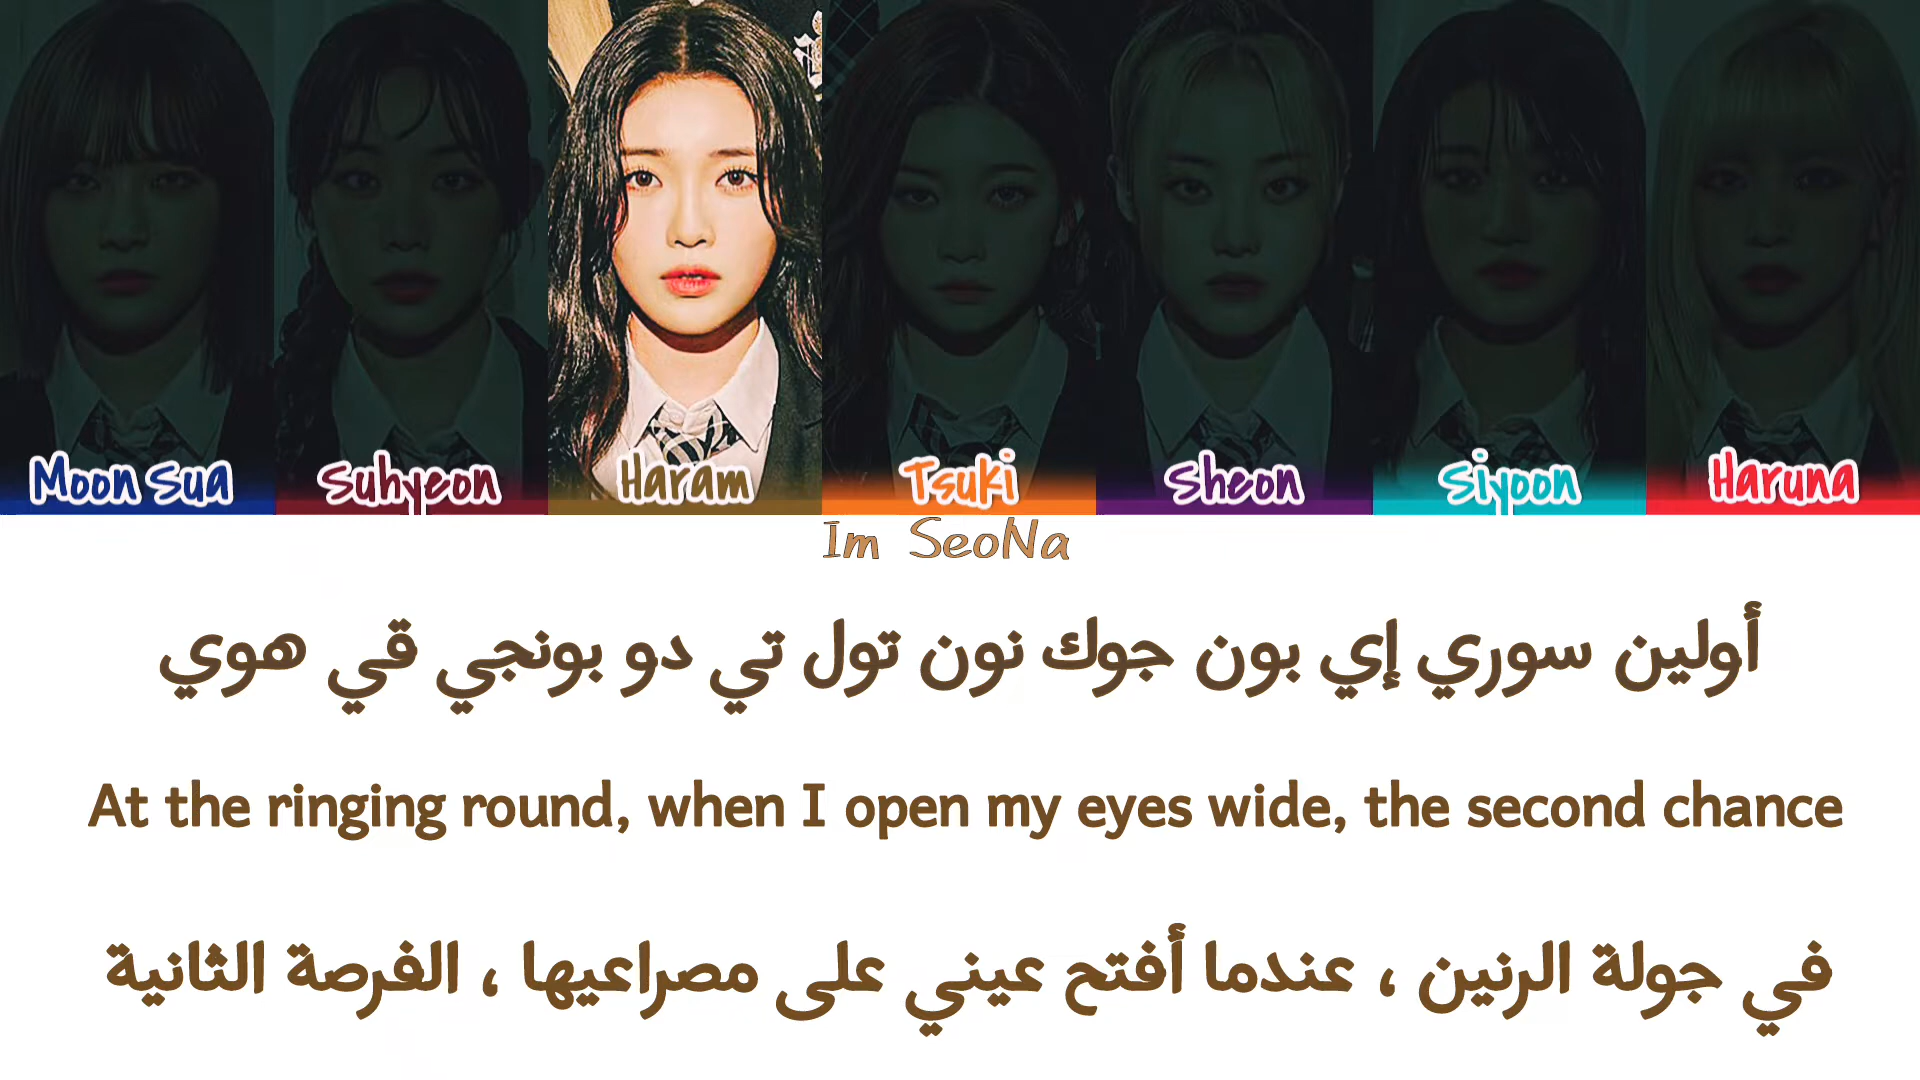 Moon Sua Suhyeon Haram Tsuki Sheon Siyoon Haruna
Im SeoNa
أولين سوري إي بون جوك نون تول تي دو بونجي قي هوي
At the ringing round, when I open my eyes wide, the second chance
في جولة الرنين ، عندما أفتح عيني على مصراعيها ، الفرصة الثانية